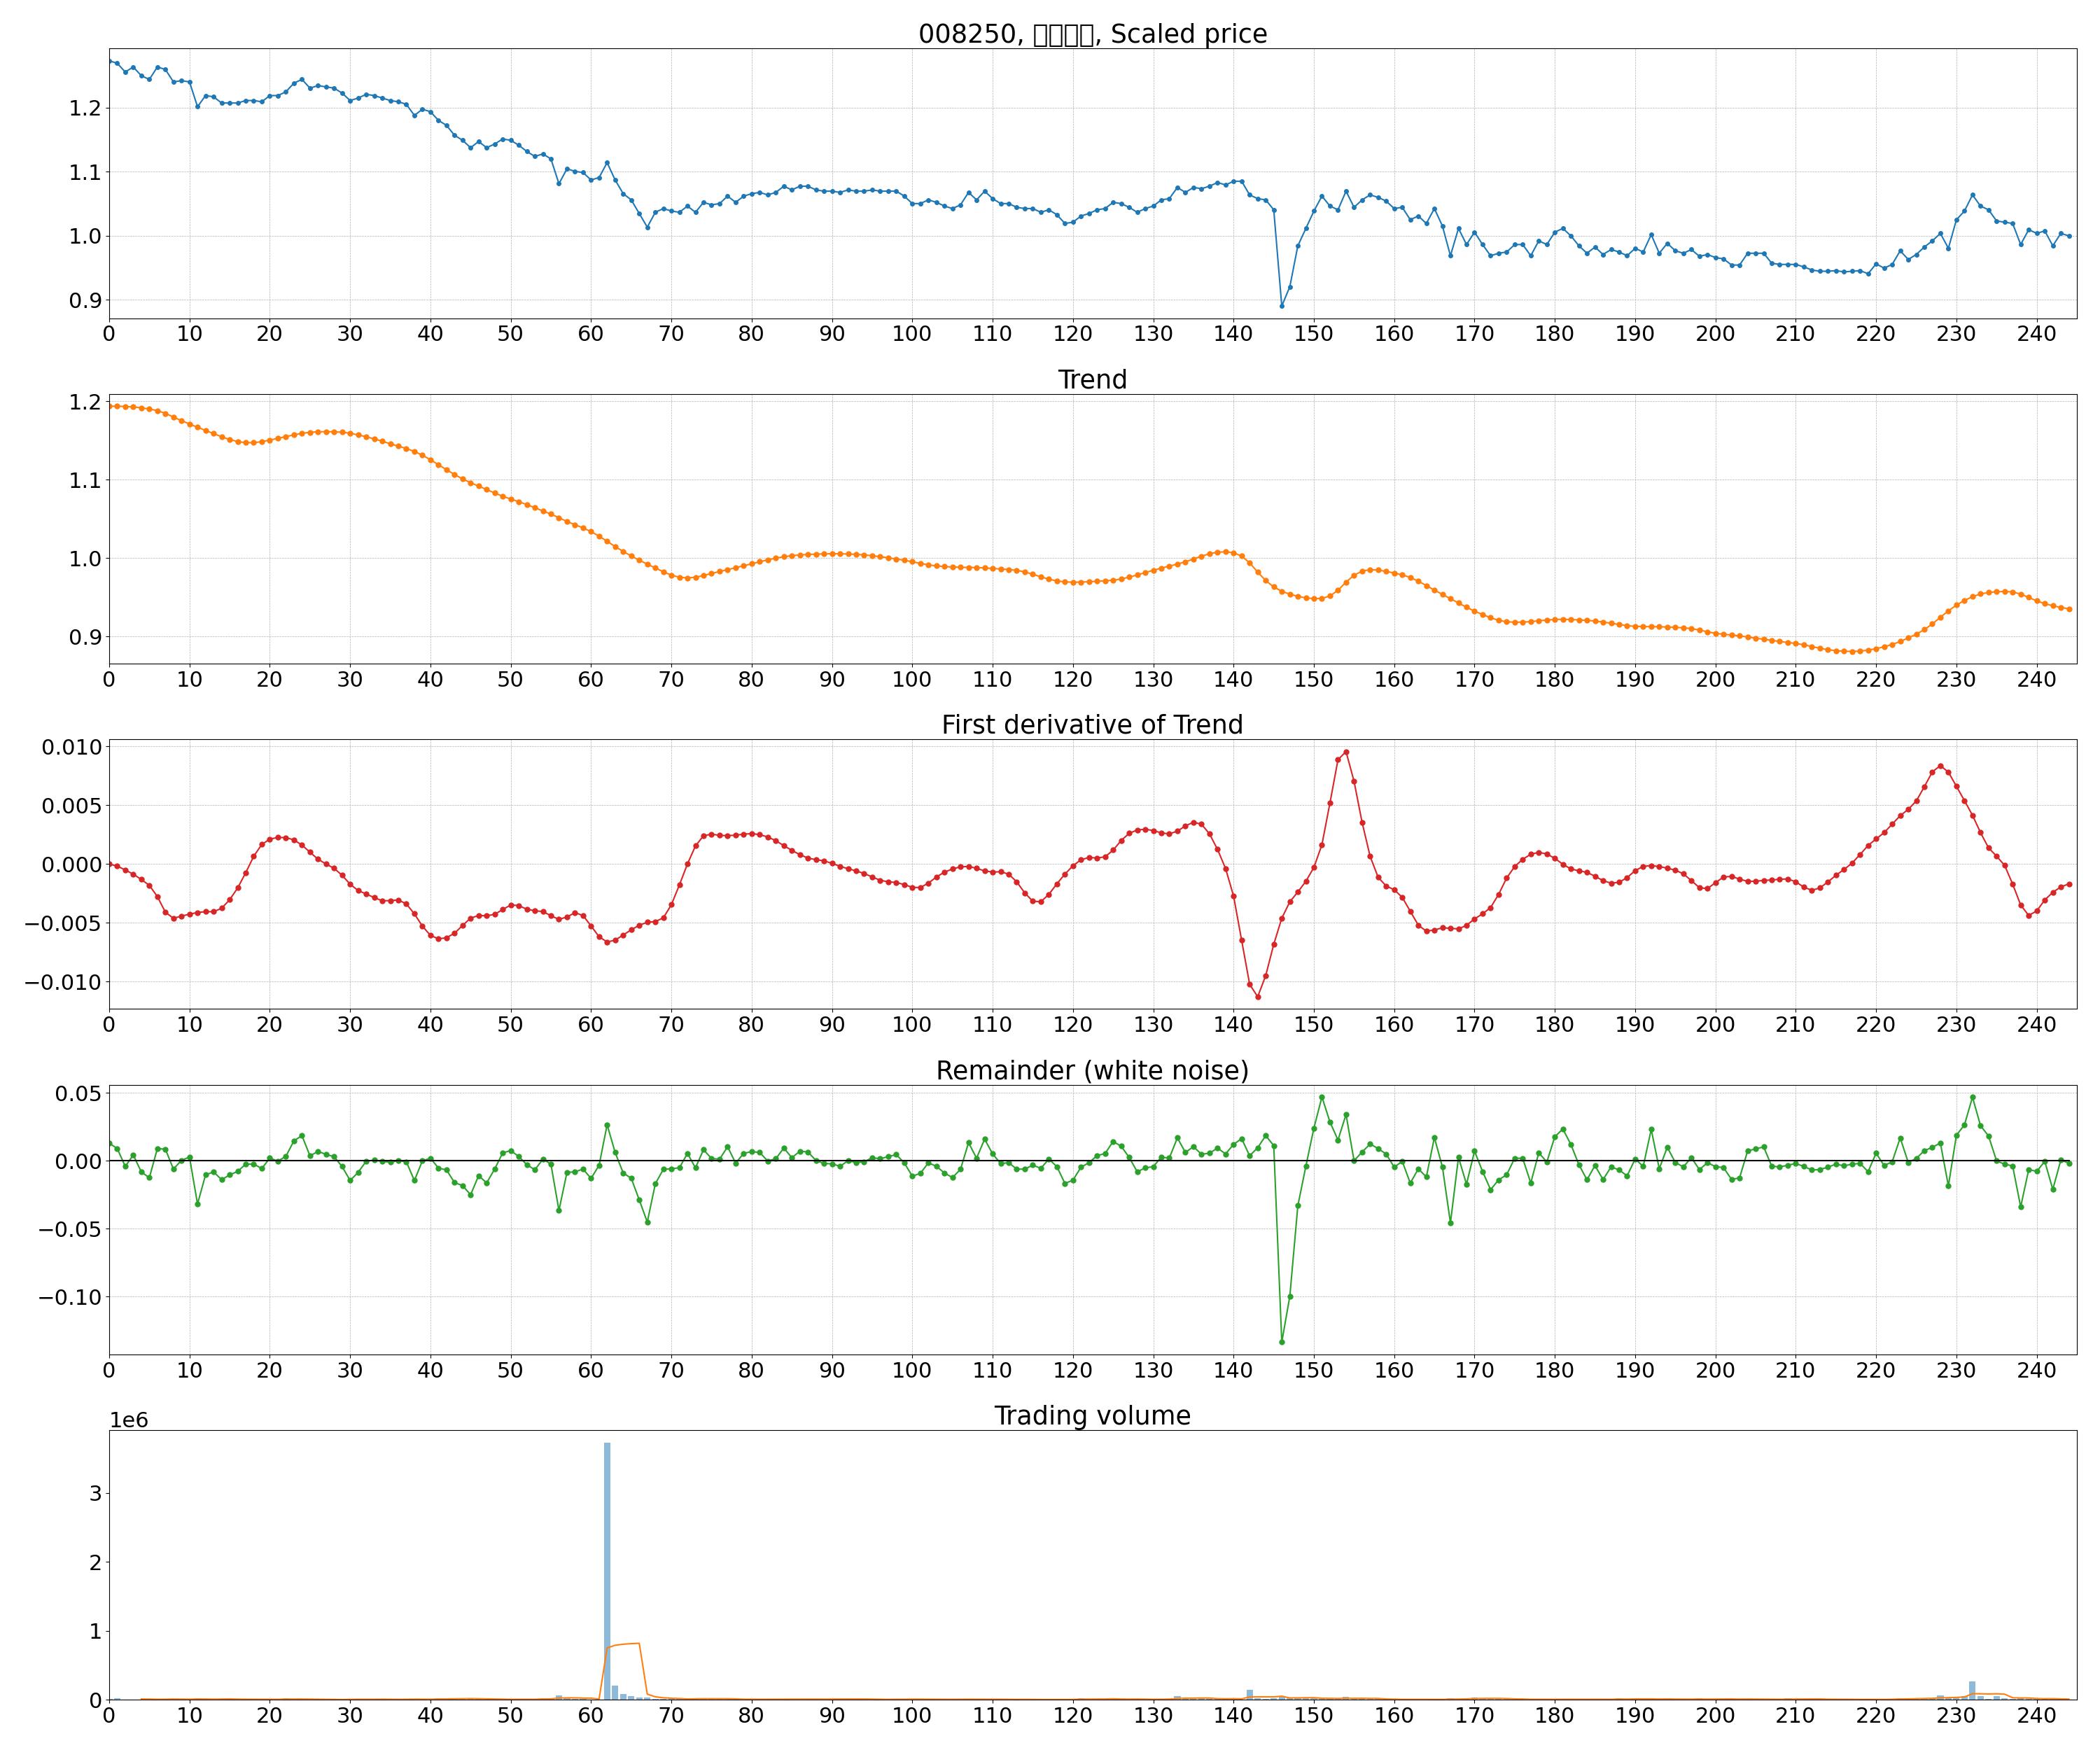 008250, □□□□, Scaled price
1.2
1.1
1.0
0.9
0 10 20 30 40 50 60 70 80 90 100 110 120 130 140 150 160 170 180 190 200 210 220 230 240
Trend
1.2
1.1
1.0
0.9
0 10 20 30 40 50 60 70 80 90 100 110 120 130 140 150 160 170 180 190 200 210 220 230 240
First derivative of Trend
0.010
0.005
0.000
−0.005
−0.010
0 10 20 30 40 50 60 70 80 90 100 110 120 130 140 150 160 170 180 190 200 210 220 230 240
Remainder (white noise)
0.05
0.00
−0.05
−0.10
0 10 20 30 40 50 60 70 80 90 100 110 120 130 140 150 160 170 180 190 200 210 220 230 240
Trading volume
1e6
3
2
1
0
0 10 20 30 40 50 60 70 80 90 100 110 120 130 140 150 160 170 180 190 200 210 220 230 240